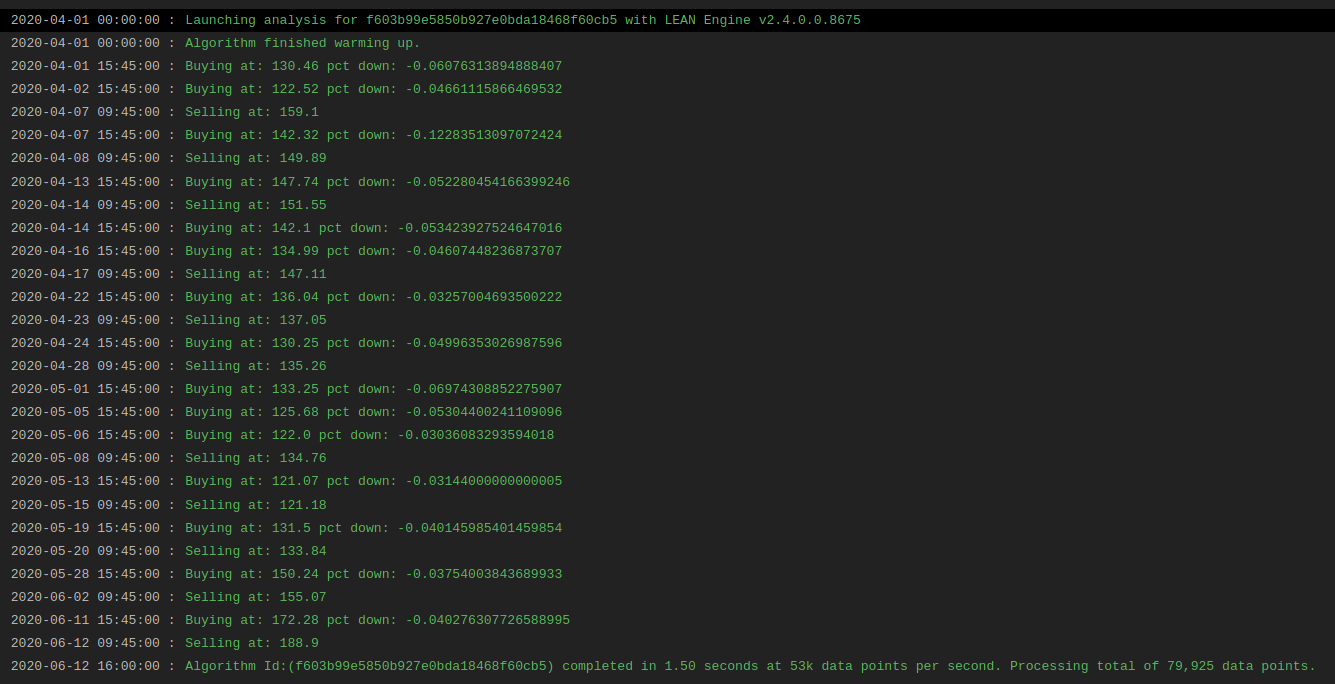 2020-04-01 00:00:00 : Launching analysis for f603b99e5850b927e0bda18468f60cb5 with LEAN Engine v2.4.0.0.8675
2020-04-01 00:00:00 : Algorithm finished warming up.
2020-04-01 15:45:00 : Buying at: 130.46 pct down: -0.06076313894888407
2020-04-02 15:45:00 : Buying at: 122.52 pct down: -0.04661115866469532
2020-04-07 09:45:00 : Selling at: 159.1
2020-04-07 15:45:00 : Buying at: 142.32 pct down: -0.12283513097072424
2020-04-08 09:45:00 : Selling at: 149.89
2020-04-13 15:45:00 : Buying at: 147.74 pct down: -0.052280454166399246
2020-04-14 09:45:00 : Selling at: 151.55
2020-04-14 15:45:00 : Buying at: 142.1 pct down: -0.053423927524647016
2020-04-16 15:45:00 : Buying at: 134.99 pct down: -0.04607448236873707
2020-04-17 09:45:00 : Selling at: 147.11
2020-04-22 15:45:00 : Buying at: 136.04 pct down: -0.03257004693500222
2020-04-23 09:45:00 : Selling at: 137.05
2020-04-24 15:45:00 : Buying at: 130.25 pct down: -0.04996353026987596
2020-04-28 09:45:00 : Selling at: 135.26
2020-05-01 15:45:00 : Buying at: 133.25 pct down: -0.06974308852275907
2020-05-05 15:45:00 : Buying at: 125.68 pct down: -0.05304400241109096
2020-05-06 15:45:00 : Buying at: 122.0 pct down: -0.03036083293594018
2020-05-08 09:45:00 : Selling at: 134.76
2020-05-13 15:45:00 : Buying at: 121.07 pct down: -0.03144000000000005
2020-05-15 09:45:00 : Selling at: 121.18
2020-05-19 15:45:00 : Buying at: 131.5 pct down: -0.040145985401459854
2020-05-20 09:45:00 : Selling at: 133.84
2020-05-28 15:45:00 : Buying at: 150.24 pct down: -0.03754003843689933
2020-06-02 09:45:00 : Selling at: 155.07
2020-06-11 15:45:00 : Buying at: 172.28 pct down: -0.040276307726588995
2020-06-12 09:45:00 : Selling at: 188.9
2020-06-12 16:00:00 : Algorithm Id:(f603b99e5850b927e0bda18468f60cb5) completed in 1.50 seconds at 53k data points per second. Processing total of 79,925 data points.